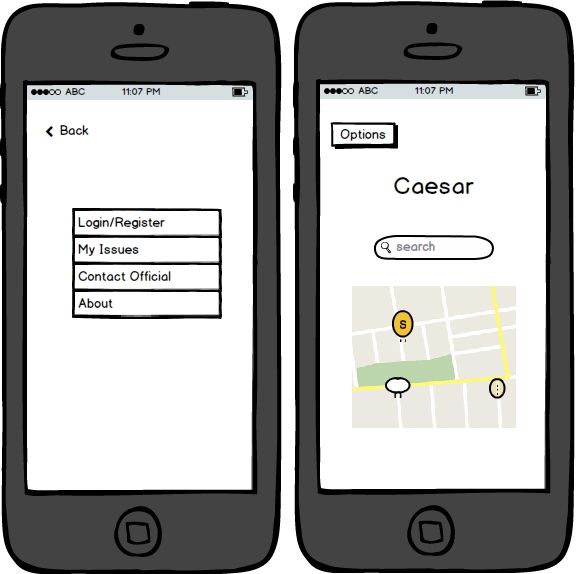 ABC 11:07 PM
Back
Login/Register
My Issues
Contact Official
About
ABC 11:07 PM
Options
Caesar
search
S